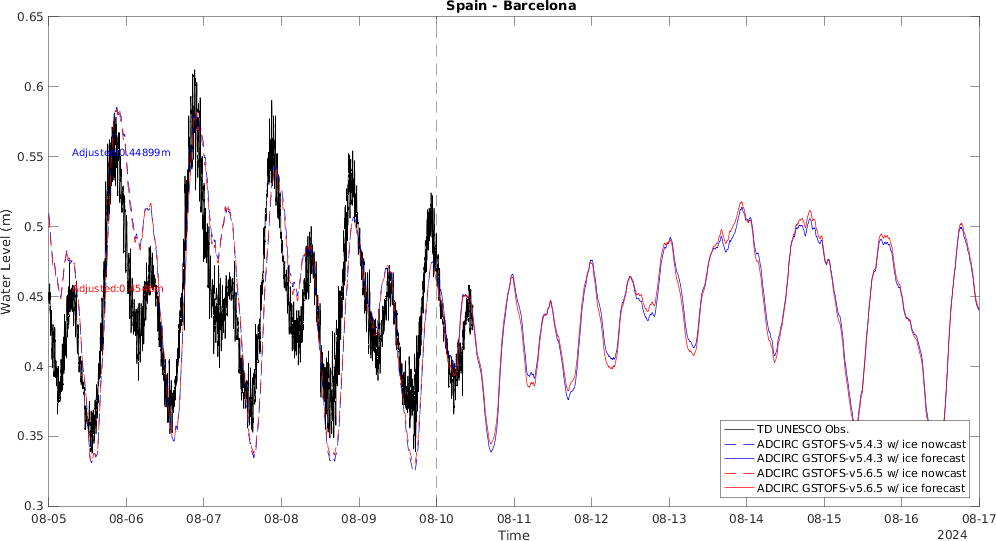 Spain - Barcelona
0.65
0.6
0.55
0.5
0.45
0.4
0.35
0.3
Water Level (m)
Adjusted:0.44899m
08-05
08-06
08-07
08-08
08-09
08-10
08-11
08-12
08-13
08-14
08-15
08-16
08-17
Time
2024
TD UNESCO Obs.
ADCIRC GSTOFS-v5.4.3 w/ ice nowcast
ADCIRC GSTOFS-v5.4.3 w/ ice forecast
ADCIRC GSTOFS-v5.6.5 w/ ice nowcast
ADCIRC GSTOFS-v5.6.5 w/ ice forecast